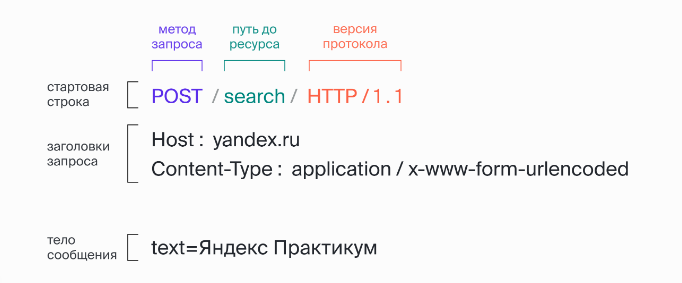 метод запроса
путь до ресурса
версия протокола
стартовая строка
POST / search / HTTP / 1 . 1
заголовки запроса
Host : yandex.ru
Content-Type : application / x-www-form-urlencoded
тело сообщения
text=Яндекс Практикум